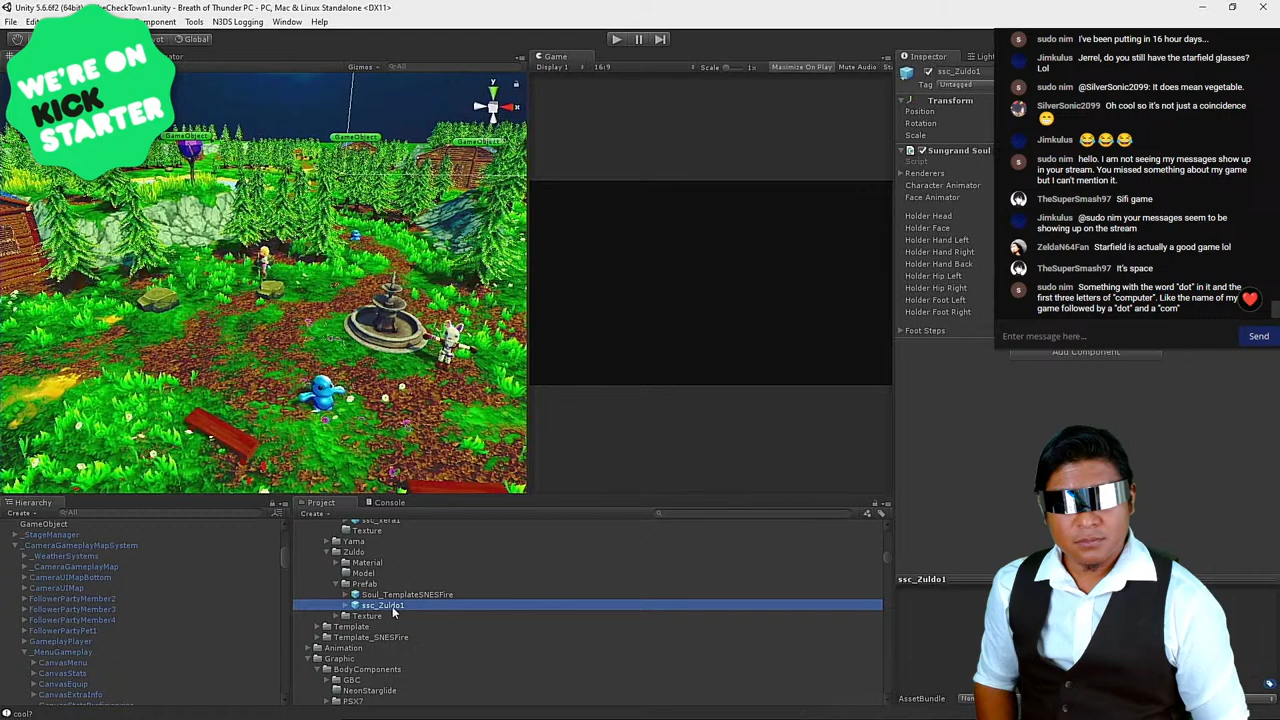 Unity 5.6.6f2 (64bit)
CheckTown1.unity - Breath of Thunder PC - PC, Mac & Linux Standalone <DX11>
File
Component
Tools
N3DS Logging
Window
Help
Global
WE'RE ON
KICK
STARTER
Gizmos
All
y
x
GameObject
GameObject
GameObject
Game
Display 1
16:9
Scale
1x
Maximize On Play
Mute Audio
Inspector
ssc_Zuldo1
Tag
Untagged
Transform
Position
Rotation
Scale
Sungrand Soul
Script
Renderers
Character Animator
Face Animator
Holder Head
Holder Face
Holder Hand Left
Holder Hand Right
Holder Hand Back
Holder Hip Left
Holder Hip Right
Holder Foot Left
Holder Foot Right
Foot Steps
Add Component
sudo nim I've been putting in 16 hour days...
Jimkulus Jerrel, do you still have the starfield glasses?
Lol
sudo nim @SilverSonic2099: It does mean vegetable.
SilverSonic2099 Oh cool so it's not just a coincidence
😁
Jimkulus 😂 😂 😂
sudo nim hello. I am not seeing my messages show up
in your stream. You missed something about my game
but I can't mention it.
TheSuperSmash97 Sifi game
Jimkulus @sudo nim your messages seem to be
showing up on the stream
ZeldaN64Fan Starfield is actually a good game lol
TheSuperSmash97 It's space
sudo nim Something with the word "dot" in it and the
first three letters of "computer". Like the name of my
game followed by a "dot" and a "com"
Enter message here...
Send
Hierarchy
Create
All
GameObject
_StageManager
_CameraGameplayMapSystem
_WeatherSystems
_CameraGameplayMap
CameraUIMapBottom
CameraUIMap
FollowerPartyMember2
FollowerPartyMember3
FollowerPartyMember4
FollowerPartyPet1
GameplayPlayer
_MenuGameplay
CanvasMenu
CanvasStats
CanvasEquip
CanvasExtraInfo
Project
Console
Create
ssc_xera1
Texture
Yama
Zuldo
Material
Model
Prefab
Soul_TemplateSNESFire
ssc_Zuldo1
Texture
Template
Template_SNESFire
Animation
Graphic
BodyComponents
GBC
NeonStarglide
PSX7
ssc_Zuldo1
AssetBundle
cool?